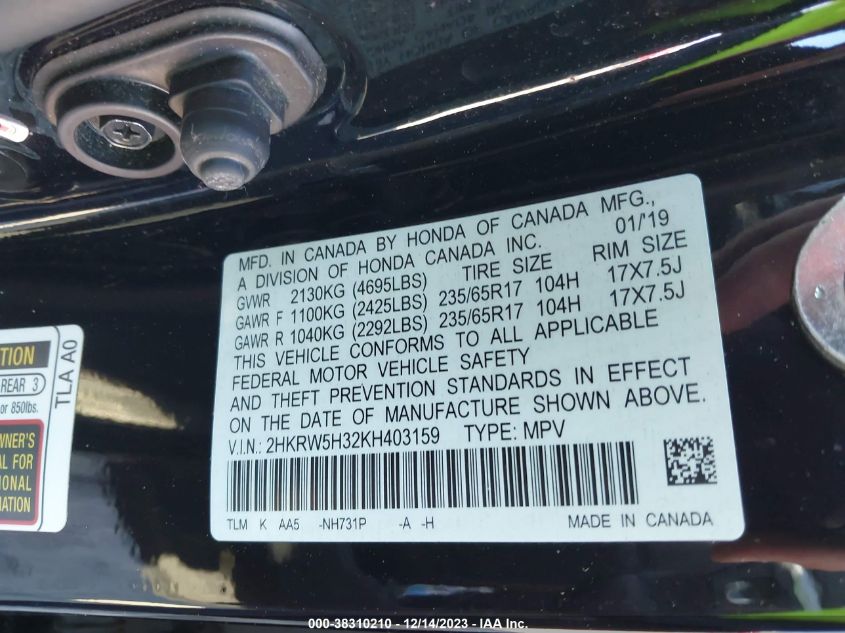 MFD. IN CANADA BY HONDA OF CANADA MFG.,
A DIVISION OF HONDA CANADA INC. 01/'19
GVWR 2130KG (4695LBS) TIRE SIZE RIM SIZE
GAWR F 1100KG (2425LBS) 235/65R17 104H 17X7.5J
GAWR R 1040KG (2292LBS) 235/65R17 104H 17X7.5J
THIS VEHICLE CONFORMS TO ALL APPLICABLE
FEDERAL MOTOR VEHICLE SAFETY
AND THEFT PREVENTION STANDARDS IN EFFECT
ON THE DATE OF MANUFACTURE SHOWN ABOVE.
V.I.N.: 2HKRW5H32KH403159 TYPE: MPV
TLM K AA5 -NH731P -A -H MADE IN CANADA
TLA A0
REAR 3
or 850lbs.
000-38310210 - 12/14/2023 - IAA Inc.